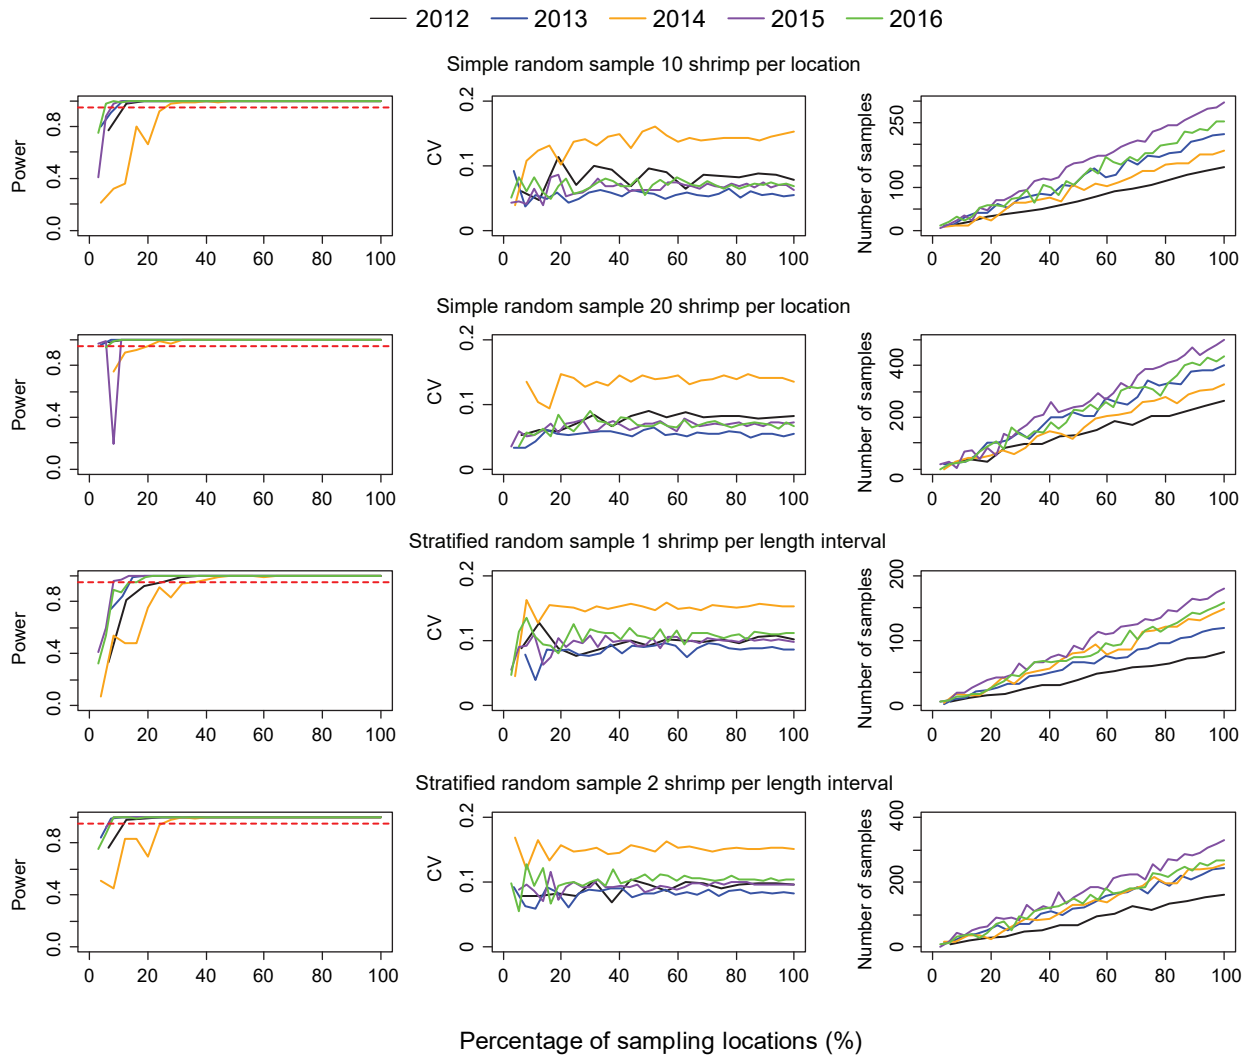 2012 2013 2014 2015 2016
Simple random sample 10 shrimp per location
Power
0.0 0.4 0.8
0 20 40 60 80 100
CV
0 0.1 0.2
0 20 40 60 80 100
Number of samples
0 100 250
0 20 40 60 80 100
Simple random sample 20 shrimp per location
Power
0.0 0.4 0.8
0 20 40 60 80 100
CV
0 0.1 0.2
0 20 40 60 80 100
Number of samples
0 200 400
0 20 40 60 80 100
Stratified random sample 1 shrimp per length interval
Power
0.0 0.4 0.8
0 20 40 60 80 100
CV
0 0.1 0.2
0 20 40 60 80 100
Number of samples
0 100 200
0 20 40 60 80 100
Stratified random sample 2 shrimp per length interval
Power
0.0 0.4 0.8
0 20 40 60 80 100
CV
0 0.1 0.2
0 20 40 60 80 100
Number of samples
0 200 400
0 20 40 60 80 100
Percentage of sampling locations (%)